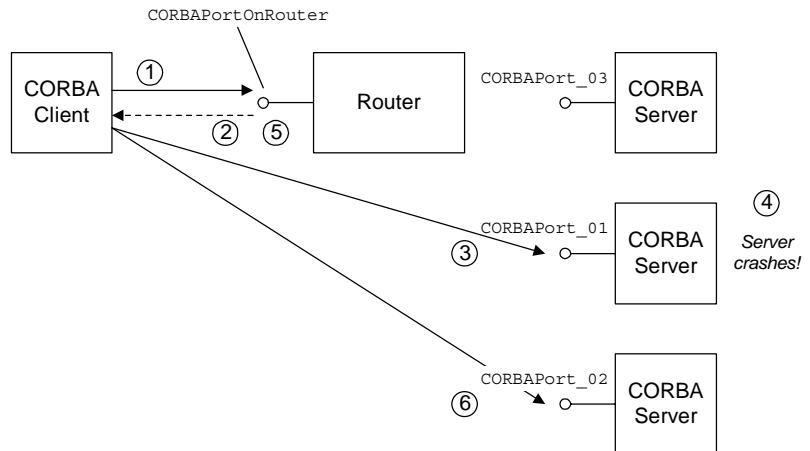 CORBAPortOnRouter
1
CORBA
Client
Router
CORBAPort_03
CORBA
Server
2
5
CORBAPort_01
CORBA
Server
3
4
Server
crashes!
CORBAPort_02
CORBA
Server
6